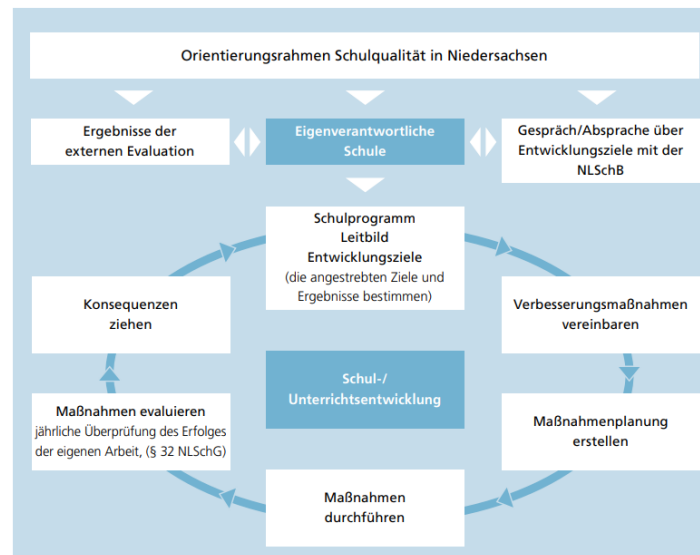 Orientierungsrahmen Schulqualität in Niedersachsen
Ergebnisse der
externen Evaluation
Eigenverantwortliche
Schule
Gespräch/Absprache über
Entwicklungsziele mit der
NLSchB
Schulprogramm
Leitbild
Entwicklungsziele
(die angestrebten Ziele und
Ergebnisse bestimmen)
Verbesserungsmaßnahmen
vereinbaren
Maßnahmenplanung
erstellen
Maßnahmen
durchführen
Maßnahmen evaluieren
jährliche Überprüfung des Erfolges
der eigenen Arbeit, (§ 32 NLSchG)
Konsequenzen
ziehen
Schul-/
Unterrichtsentwicklung